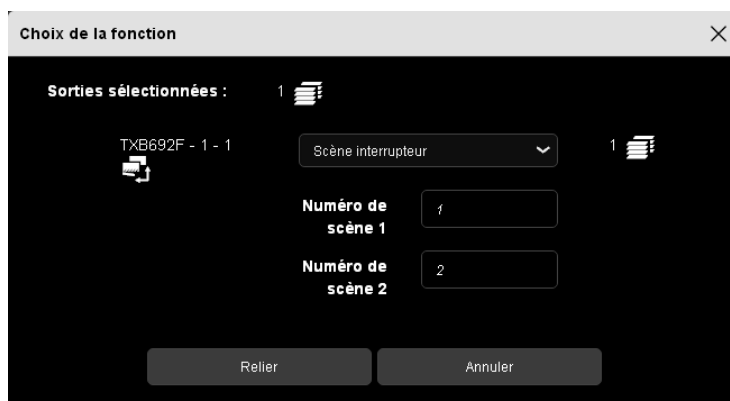 Choix de la fonction
Sorties sélectionnées : 1
TXB692F - 1 - 1 Scène interrupteur 1
Numéro de
scène 1
1
Numéro de
scène 2
2
Relier Annuler